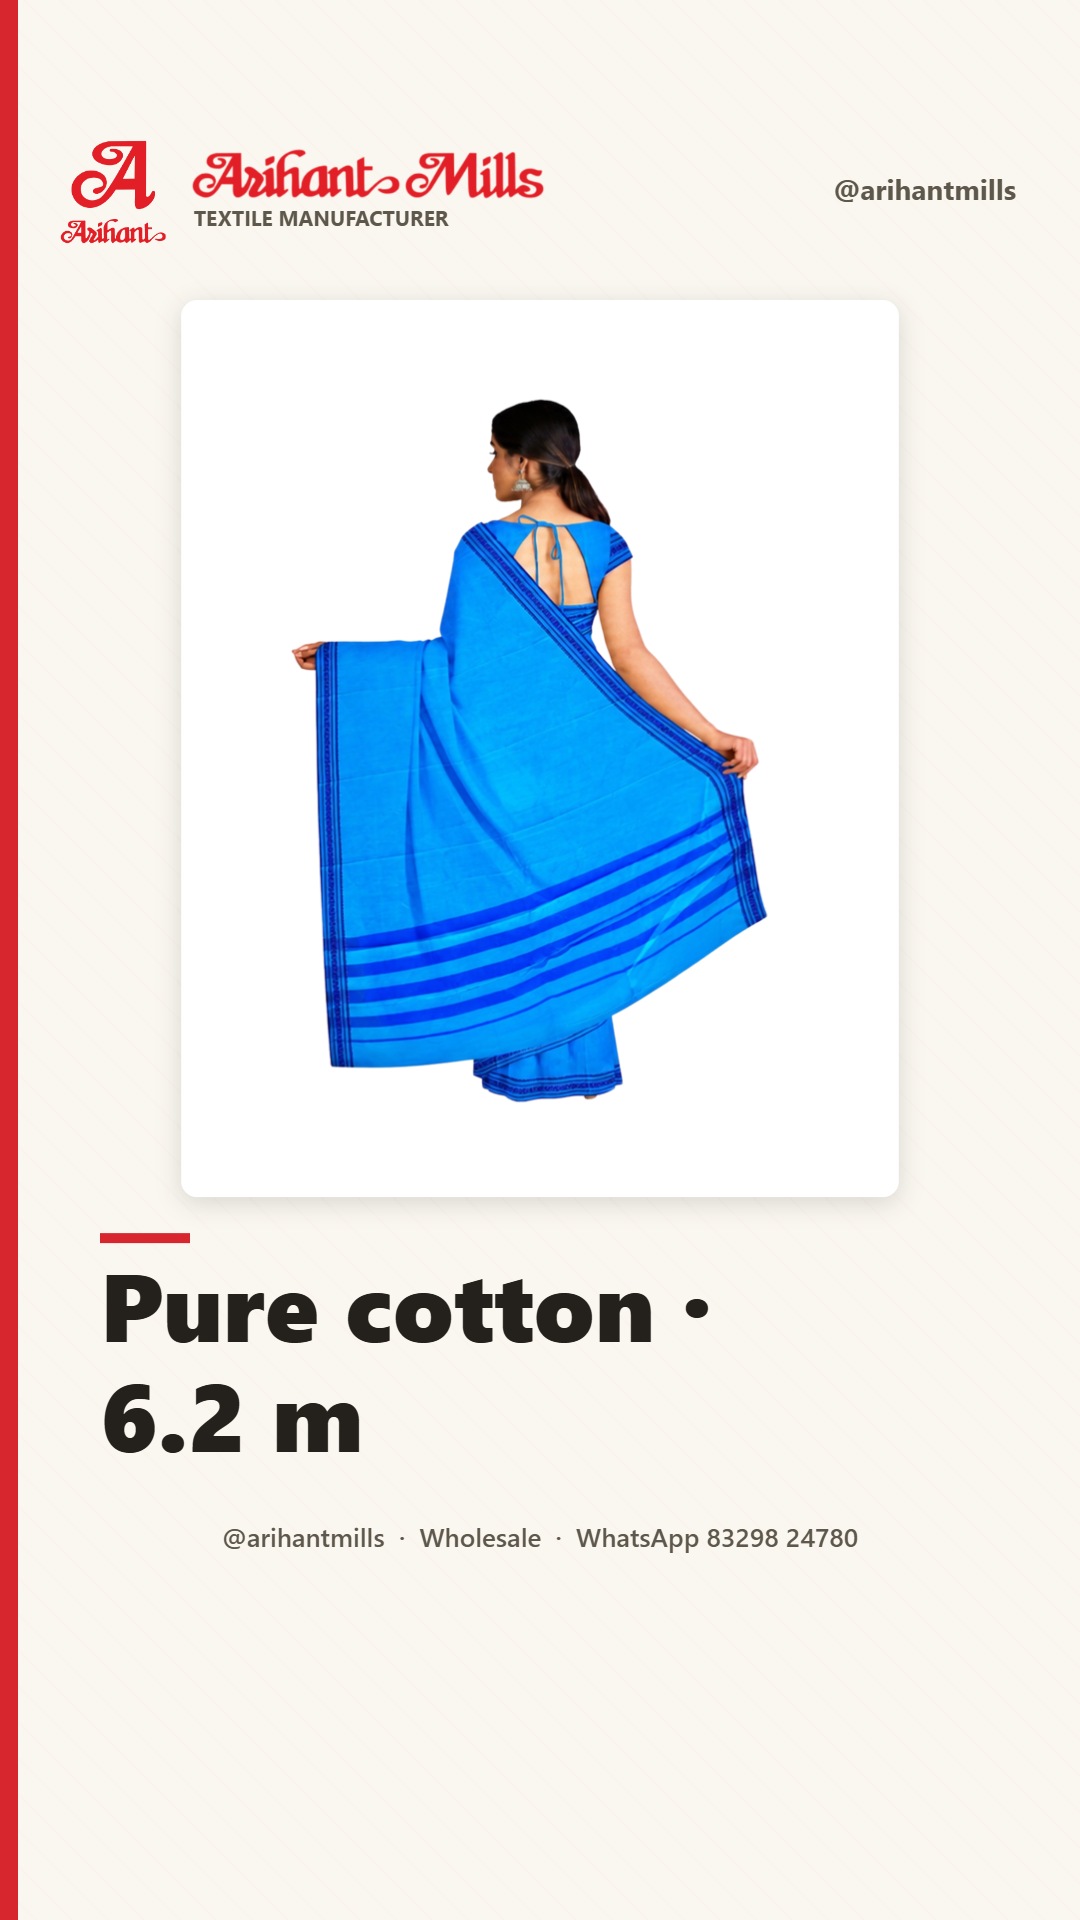 A
Arihant
Arihant Mills
TEXTILE MANUFACTURER
@arihantmills
Pure cotton ·
6.2 m
@arihantmills · Wholesale · WhatsApp 83298 24780